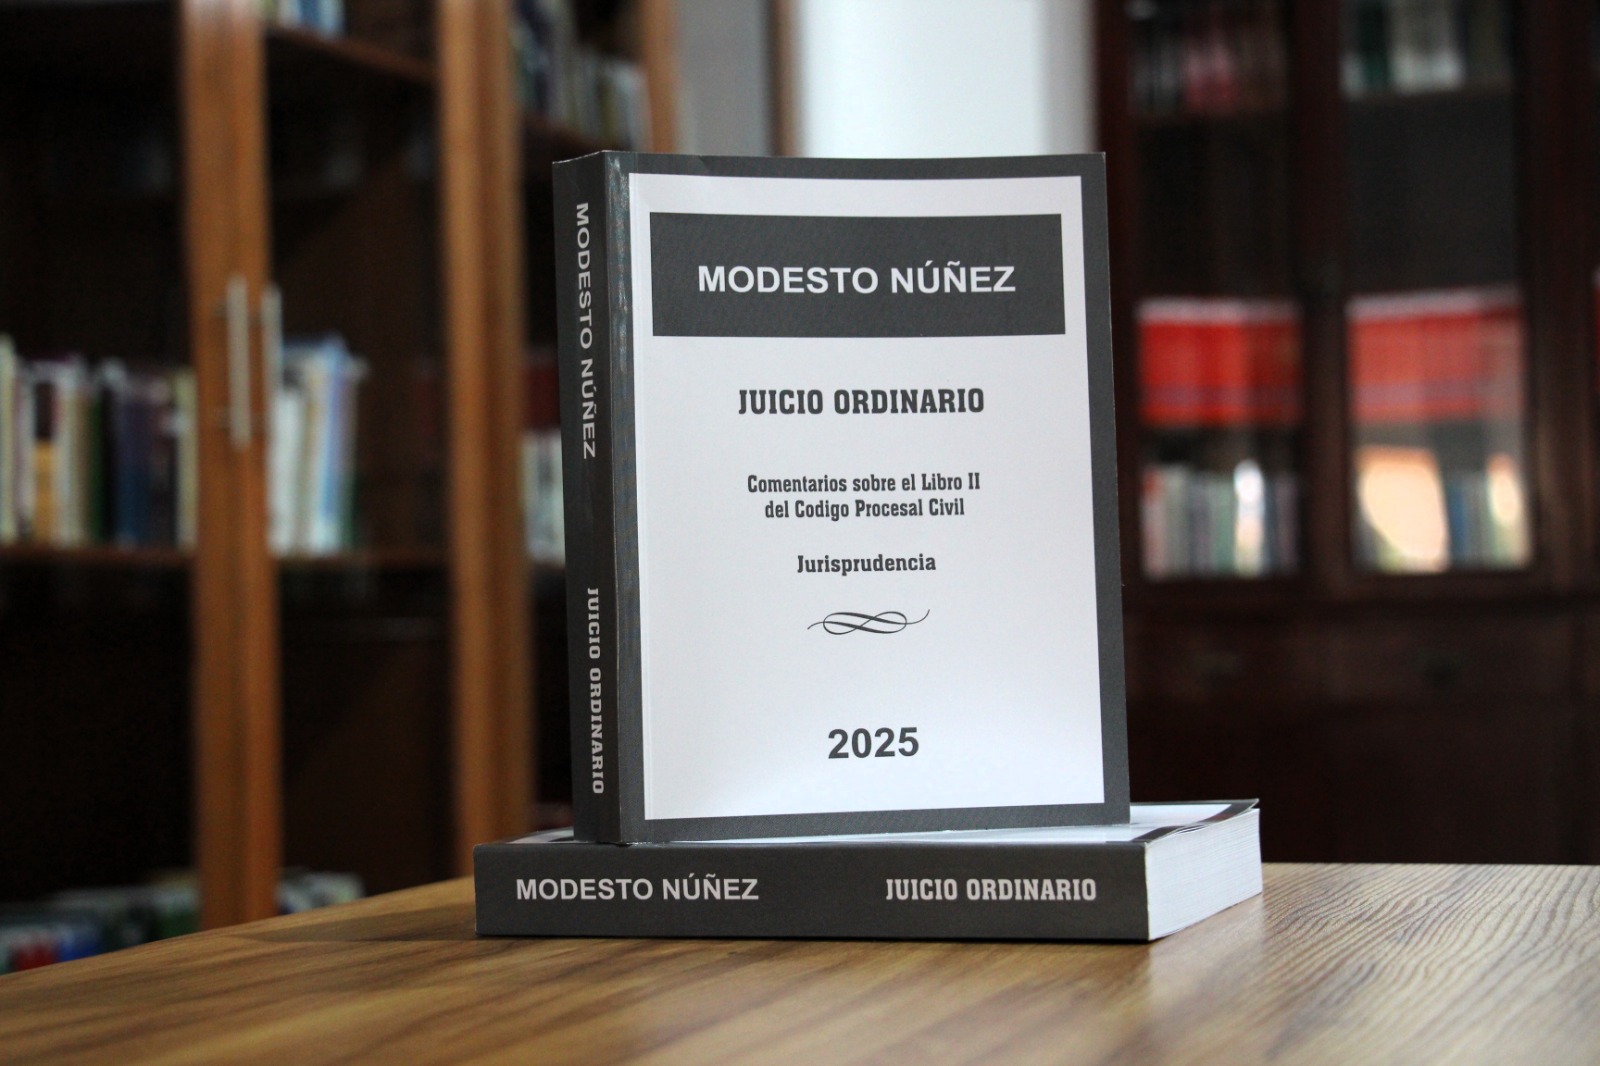 MODESTO NÚÑEZ
JUICIO ORDINARIO
MODESTO NÚÑEZ
JUICIO ORDINARIO
Comentarios sobre el Libro II
del Codigo Procesal Civil
Jurisprudencia
2025
MODESTO NÚÑEZ
JUICIO ORDINARIO